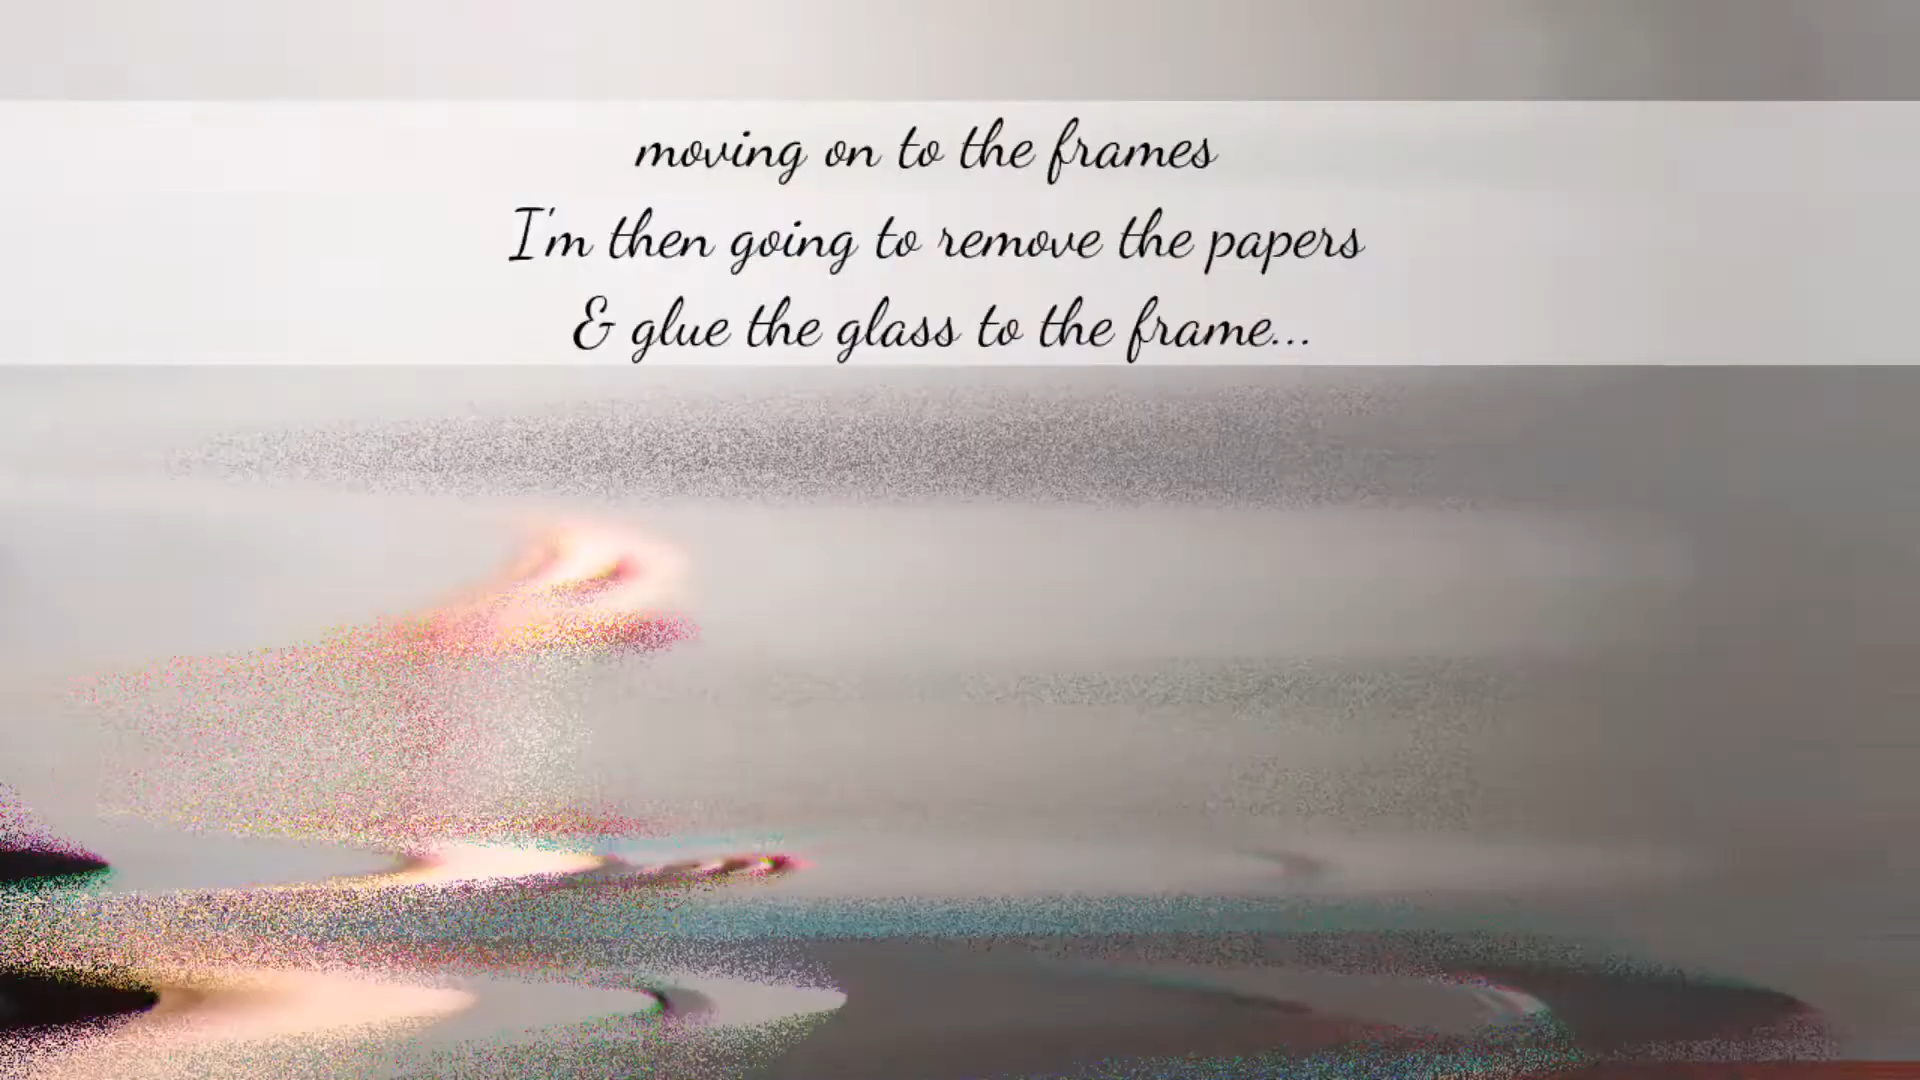 moving on to the frames
I'm then going to remove the papers
& glue the glass to the frame...